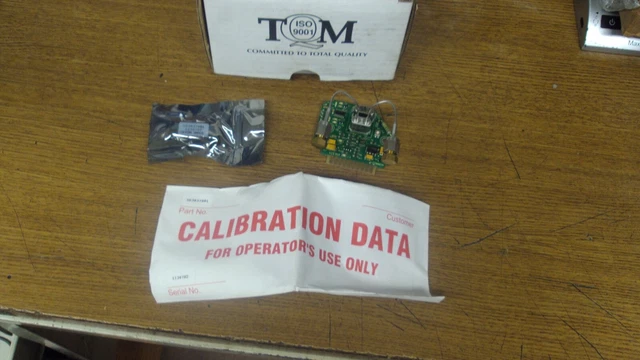 TQM
ISO
9001
COMMITTED TO TOTAL QUALITY
Part No.
Customer
CALIBRATION DATA
FOR OPERATOR'S USE ONLY
Serial No.